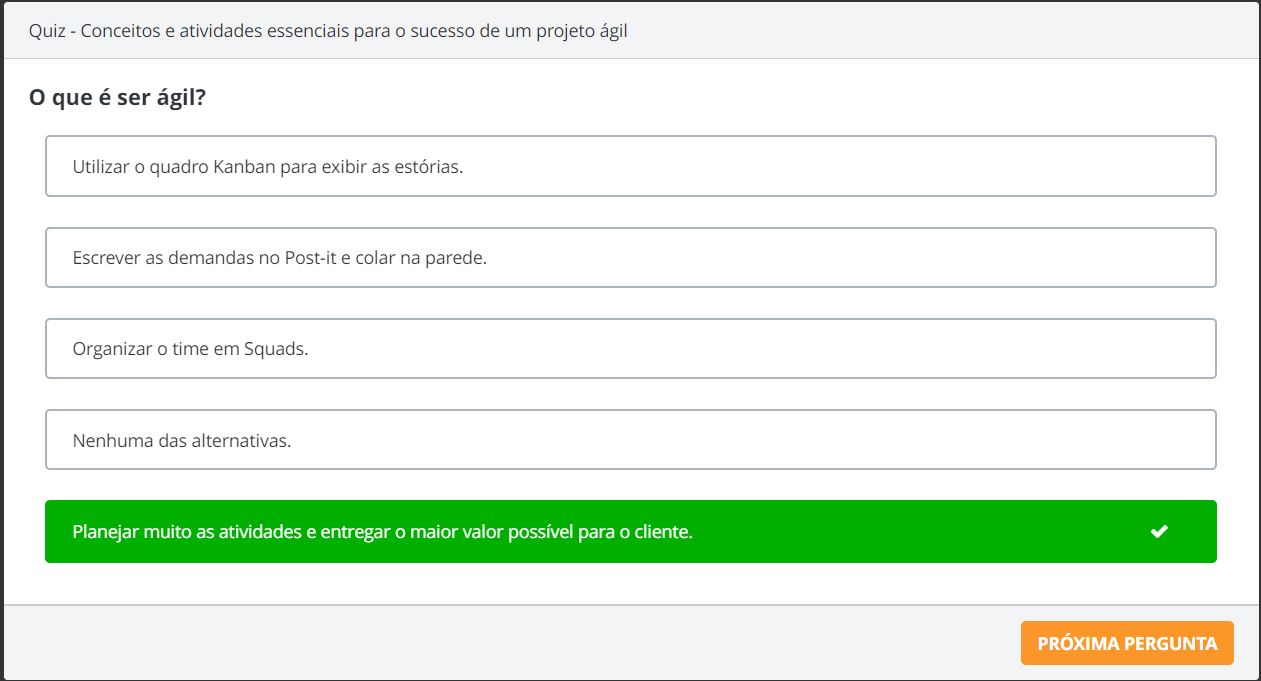 Quiz - Conceitos e atividades essenciais para o sucesso de um projeto ágil
O que é ser ágil?
Utilizar o quadro Kanban para exibir as estórias.
Escrever as demandas no Post-it e colar na parede.
Organizar o time em Squads.
Nenhuma das alternativas.
Planejar muito as atividades e entregar o maior valor possível para o cliente.
PRÓXIMA PERGUNTA